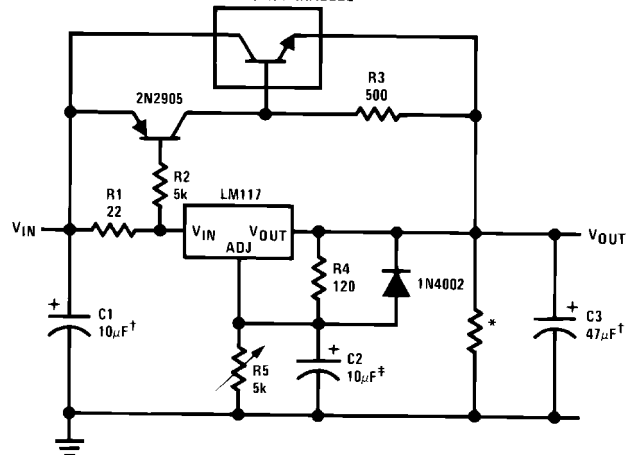 2N2905
R3
500
R2
5k
R1
22
LM117
VIN
VIN
VOUT
ADJ
VOUT
R4
120
1N4002
*
C1
10μF†
R5
5k
C2
10μF‡
C3
47μF†